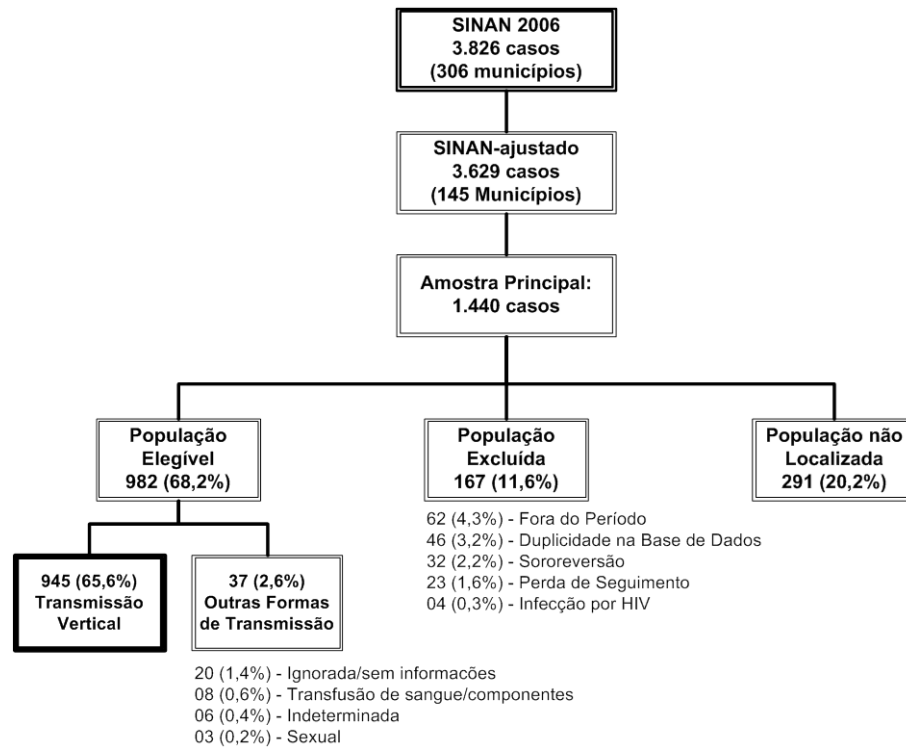 SINAN 2006
3.826 casos
(306 municípios)
SINAN-ajustado
3.629 casos
(145 Municípios)
Amostra Principal:
1.440 casos
População
Elegível
982 (68,2%)
População
Excluída
167 (11,6%)
População não
Localizada
291 (20,2%)
62 (4,3%) - Fora do Período
46 (3,2%) - Duplicidade na Base de Dados
32 (2,2%) - Sororeversão
23 (1,6%) - Perda de Seguimento
04 (0,3%) - Infecção por HIV
945 (65,6%)
Transmissão
Vertical
37 (2,6%)
Outras Formas
de Transmissão
20 (1,4%) - Ignorada/sem informacões
08 (0,6%) - Transfusão de sangue/componentes
06 (0,4%) - Indeterminada
03 (0,2%) - Sexual